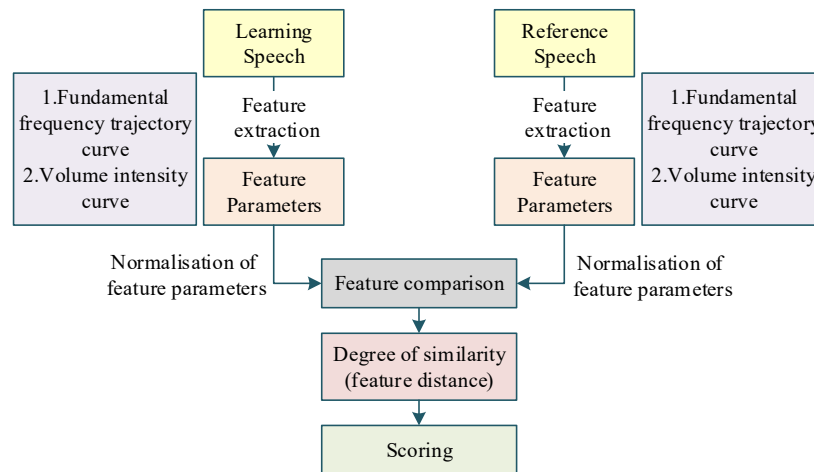 Learning
Speech
Reference
Speech
1.Fundamental
frequency trajectory
curve
2.Volume intensity
curve
Feature
extraction
Feature
extraction
1.Fundamental
frequency trajectory
curve
2.Volume intensity
curve
Feature
Parameters
Feature
Parameters
Normalisation of
feature parameters
Feature comparison
Normalisation of
feature parameters
Degree of similarity
(feature distance)
Scoring